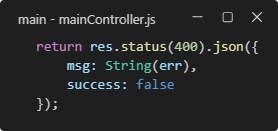 main - mainController.js
return res.status(400).json({
    msg: String(err),
    success: false
});